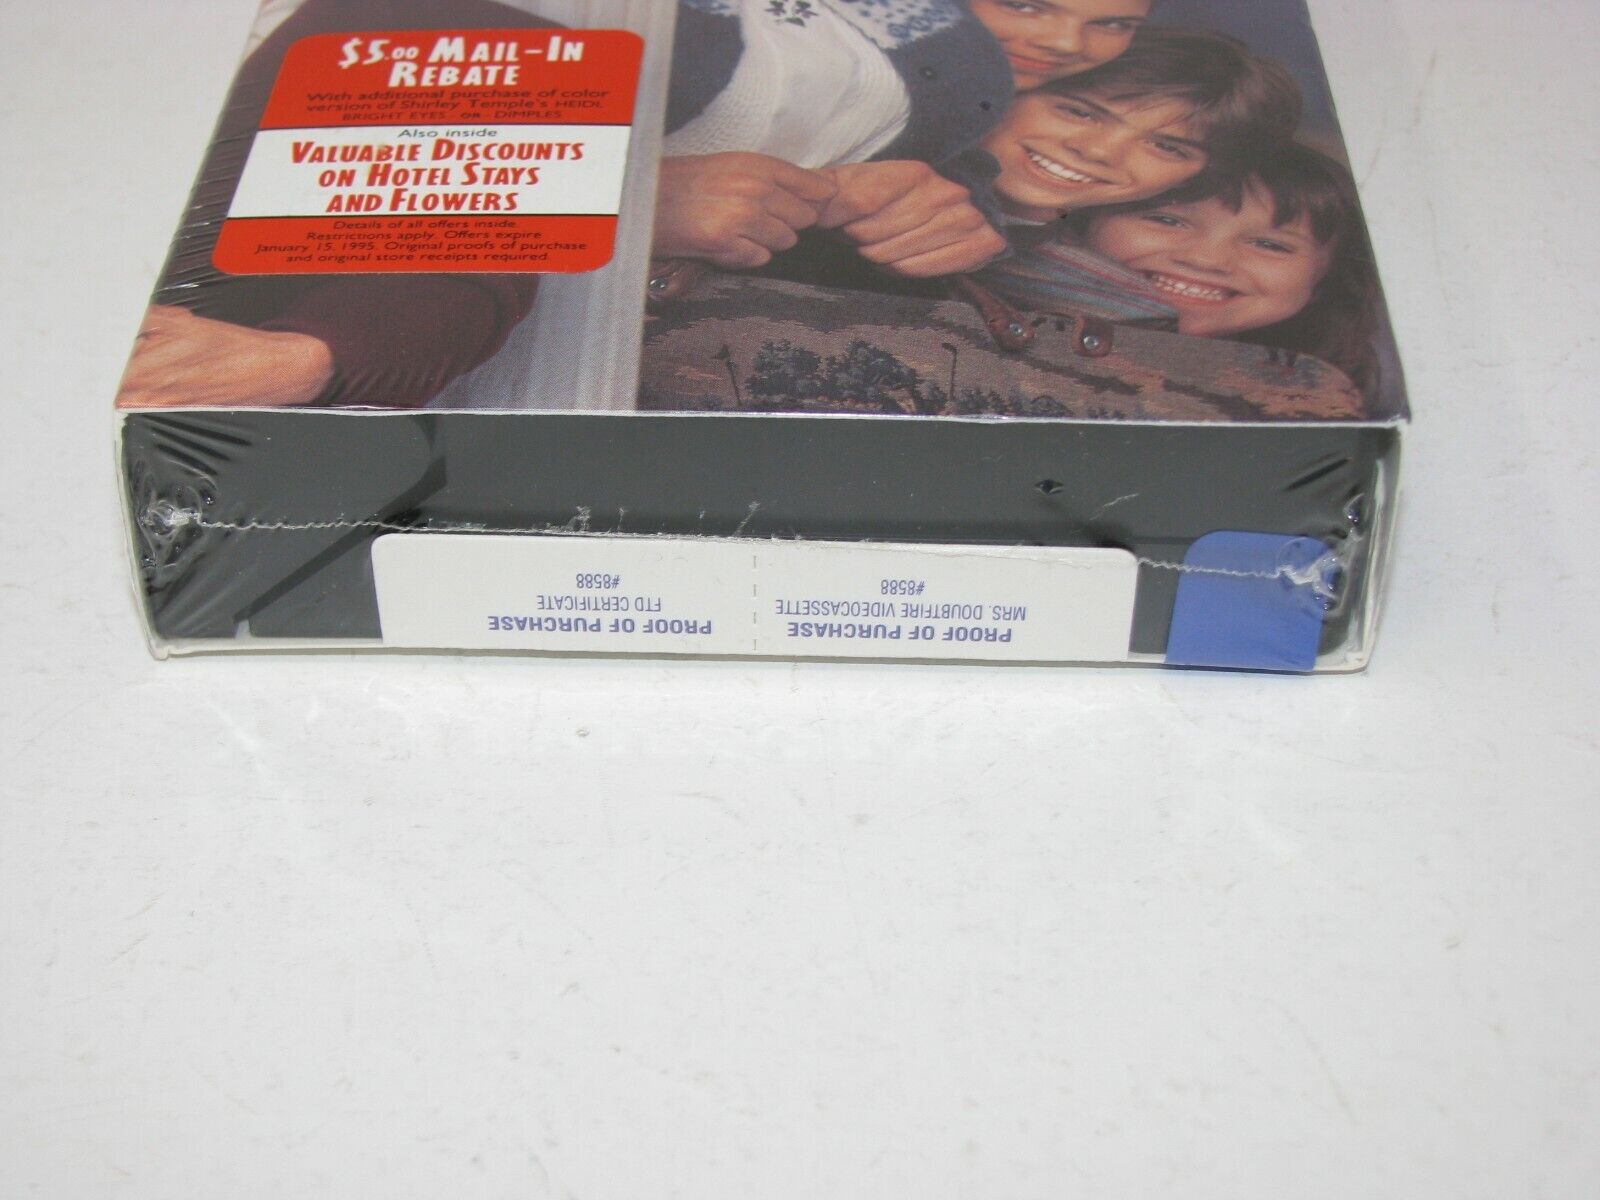 $5.00 MAIL-IN
REBATE
With additional purchase of color
version of Shirley Temple's HEIDI,
BRIGHT EYES - OR - DIMPLES
Also inside
VALUABLE DISCOUNTS
ON HOTEL STAYS
AND FLOWERS
Details of all offers inside.
Restrictions apply. Offers expire
January 15, 1995. Original proofs of purchase
and original store receipts required.
PROOF OF PURCHASE
MRS. DOUBTFIRE VIDEOCASSETTE
#8588
PROOF OF PURCHASE
FTD CERTIFICATE
#8588